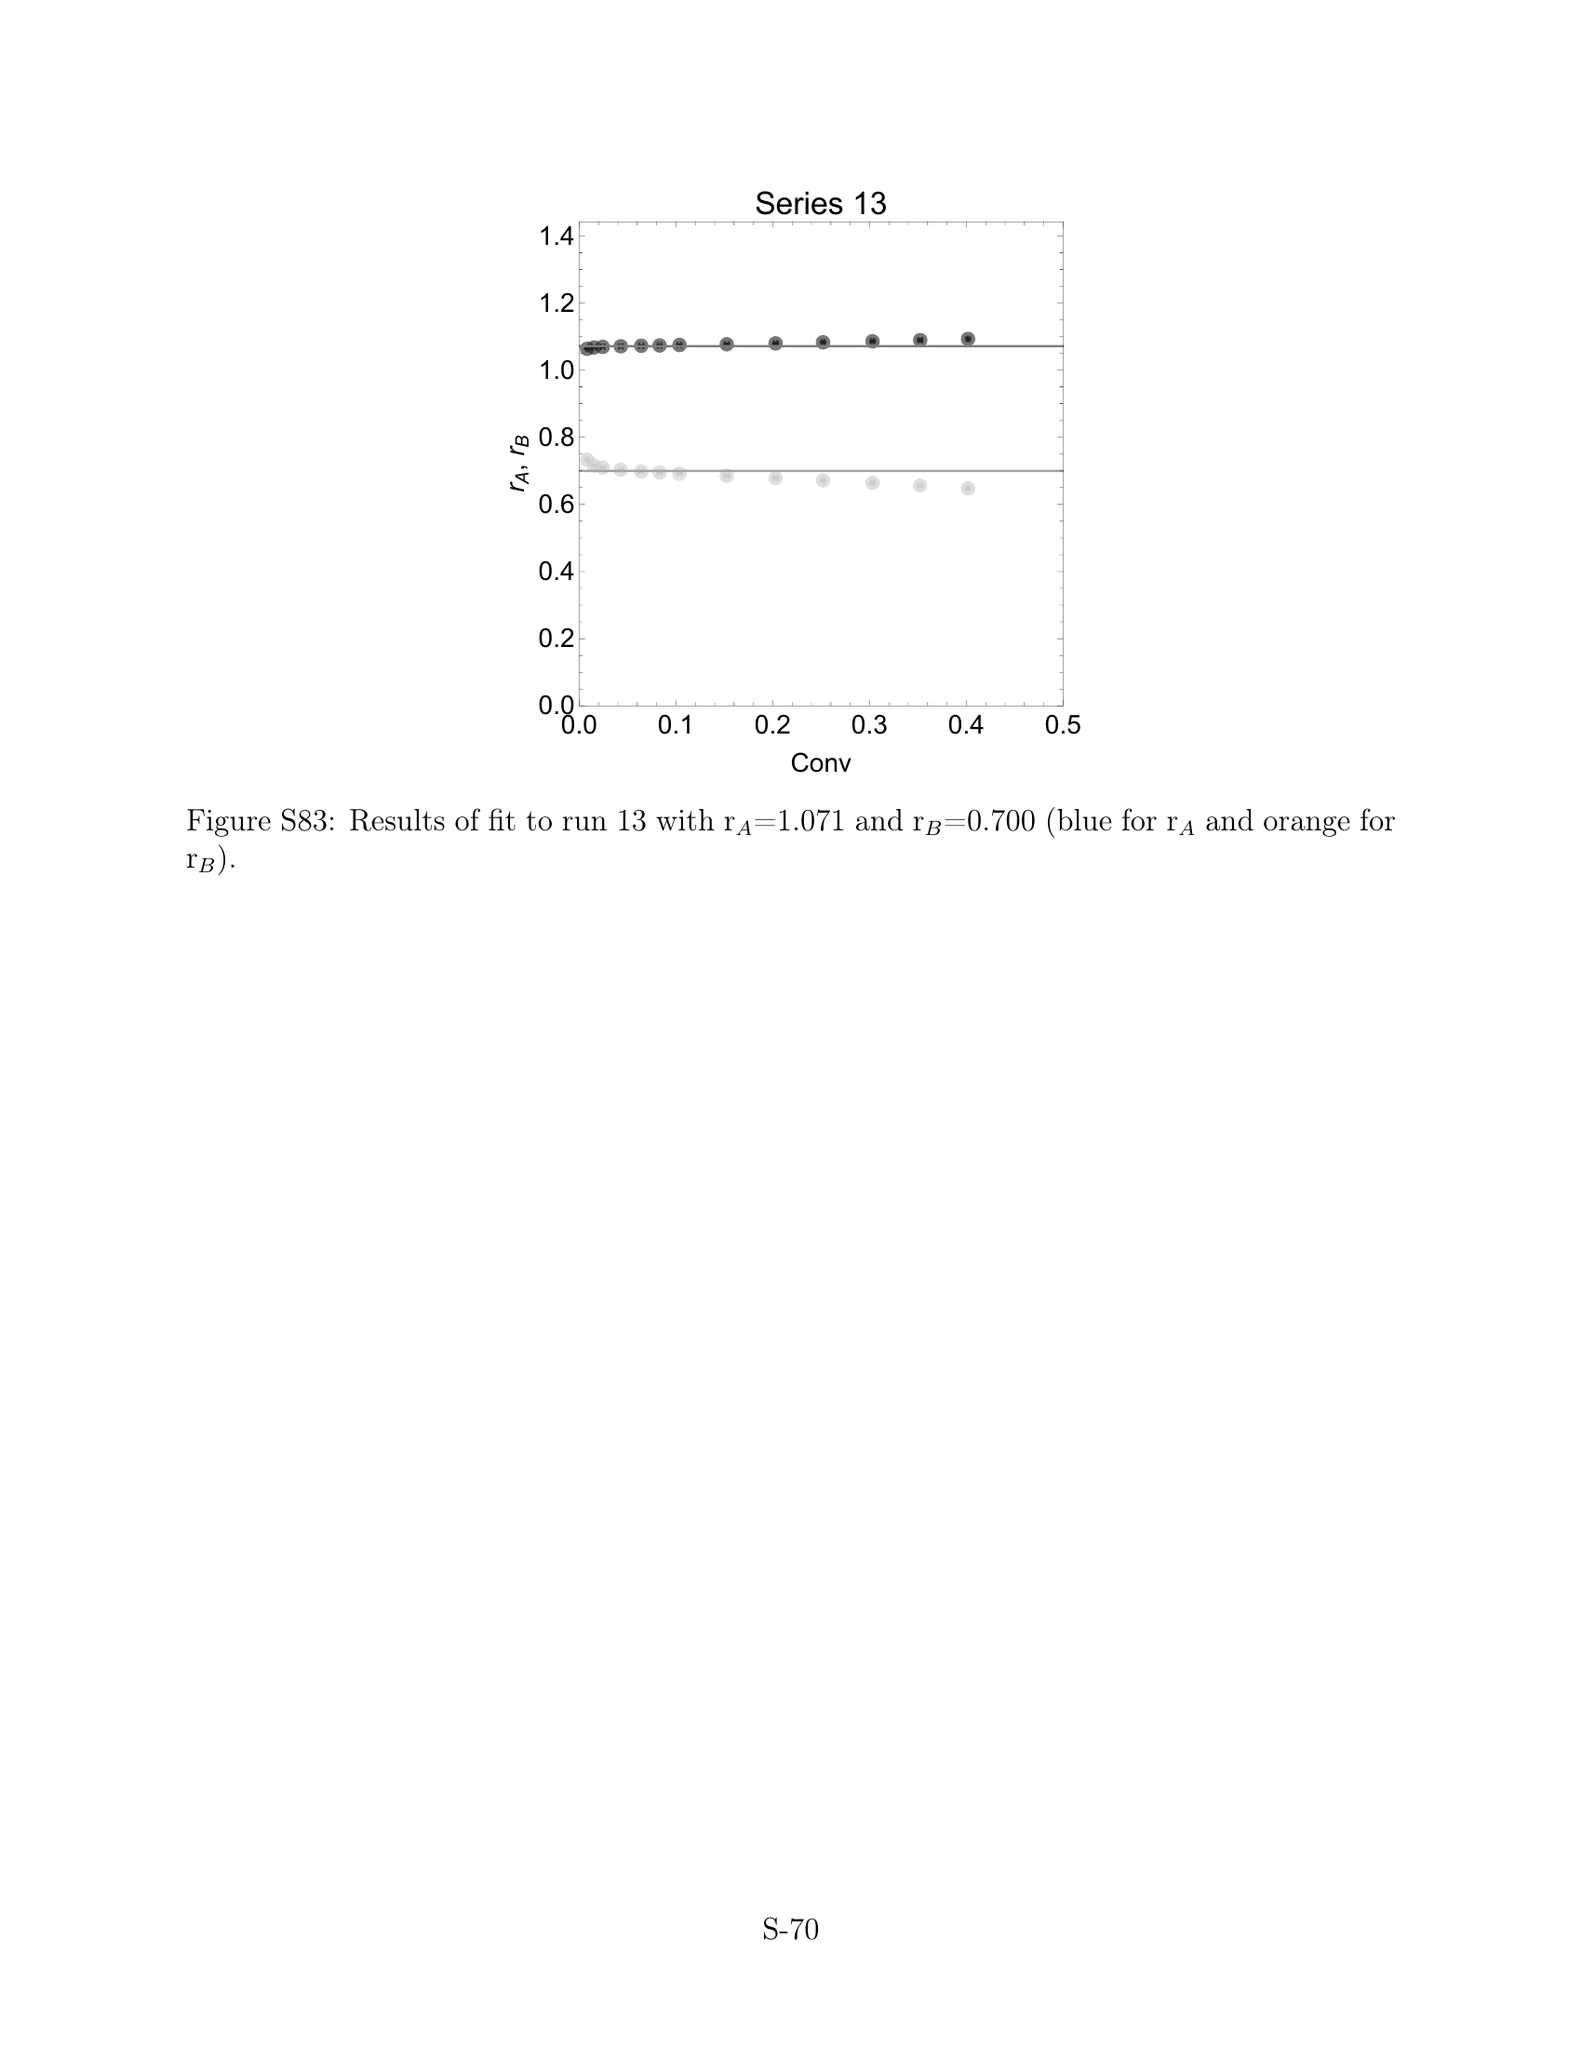 Series 13
1.4
1.2
1.0
0.8
0.6
0.4
0.2
0.0
r_A, r_B
0.0 0.1 0.2 0.3 0.4 0.5
Conv
Figure S83: Results of fit to run 13 with r_A=1.071 and r_B=0.700 (blue for r_A and orange for
r_B).
S-70